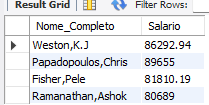 Result Grid Filter Rows:
Nome_Completo Salario
Weston,K.J 86292.94
Papadopoulos,Chris 89655
Fisher,Pele 81810.19
Ramanathan,Ashok 80689